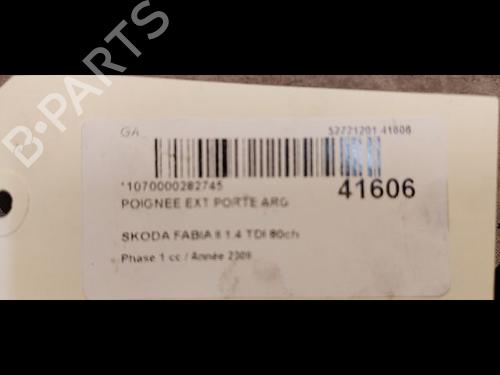 B-PARTS
GA
52721201 41606
*1070000282745
41606
POIGNEE EXT PORTE ARG
SKODA FABIA II 1.4 TDI 80ch
Phase 1 cc / Année 2008